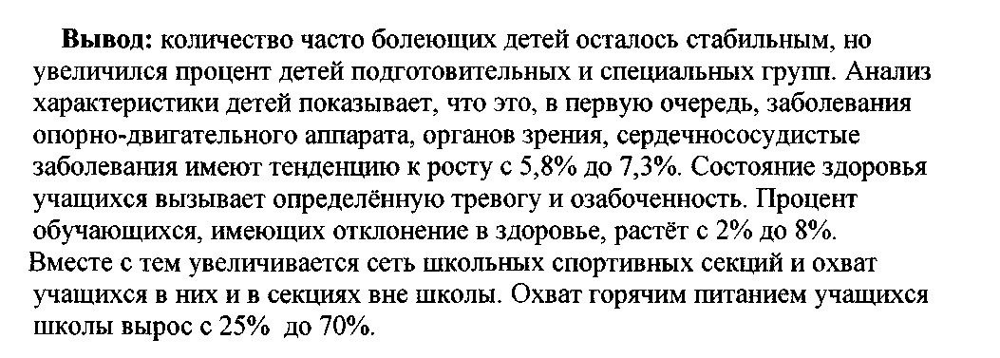 Вывод: количество часто болеющих детей осталось стабильным, но
увеличился процент детей подготовительных и специальных групп. Анализ
характеристики детей показывает, что это, в первую очередь, заболевания
опорно-двигательного аппарата, органов зрения, сердечнососудистые
заболевания имеют тенденцию к росту с 5,8% до 7,3%. Состояние здоровья
учащихся вызывает определённую тревогу и озабоченность. Процент
обучающихся, имеющих отклонение в здоровье, растёт с 2% до 8%.
Вместе с тем увеличивается сеть школьных спортивных секций и охват
учащихся в них и в секциях вне школы. Охват горячим питанием учащихся
школы вырос с 25% до 70%.